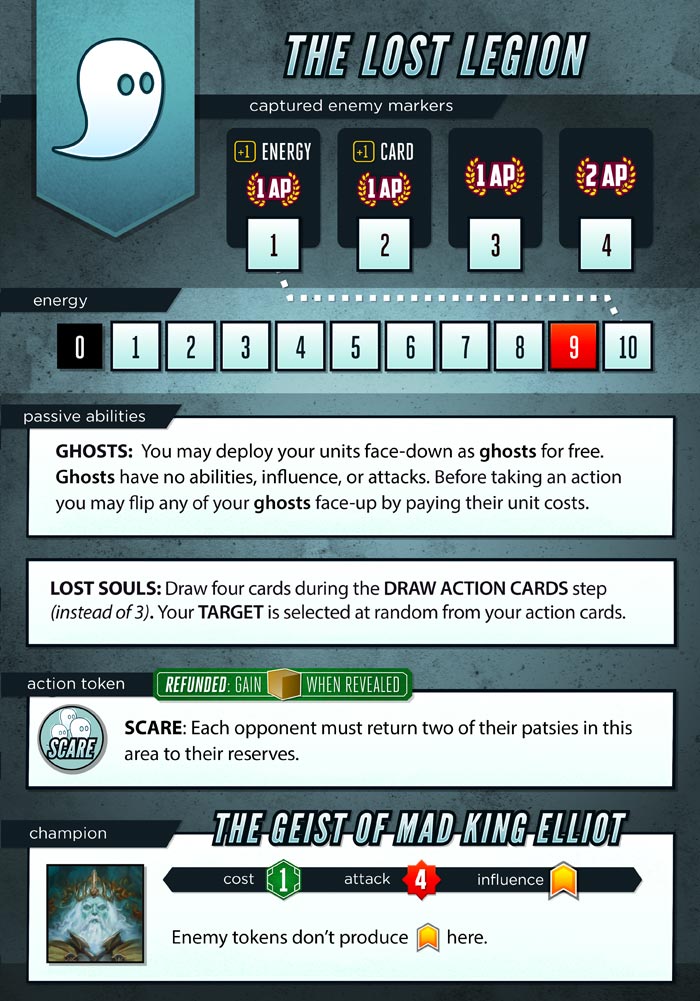 THE LOST LEGION
captured enemy markers
+1 ENERGY
1 AP
+1 CARD
1 AP
1 AP
2 AP
1 2 3 4
energy
0 1 2 3 4 5 6 7 8 9 10
passive abilities
GHOSTS: You may deploy your units face-down as ghosts for free.
Ghosts have no abilities, influence, or attacks. Before taking an action
you may flip any of your ghosts face-up by paying their unit costs.
LOST SOULS: Draw four cards during the DRAW ACTION CARDS step
(instead of 3). Your TARGET is selected at random from your action cards.
action token
REFUNDED: GAIN WHEN REVEALED
SCARE
SCARE: Each opponent must return two of their patsies in this
area to their reserves.
champion
THE GEIST OF MAD KING ELLIOT
cost 1 attack 4 influence
Enemy tokens don't produce here.